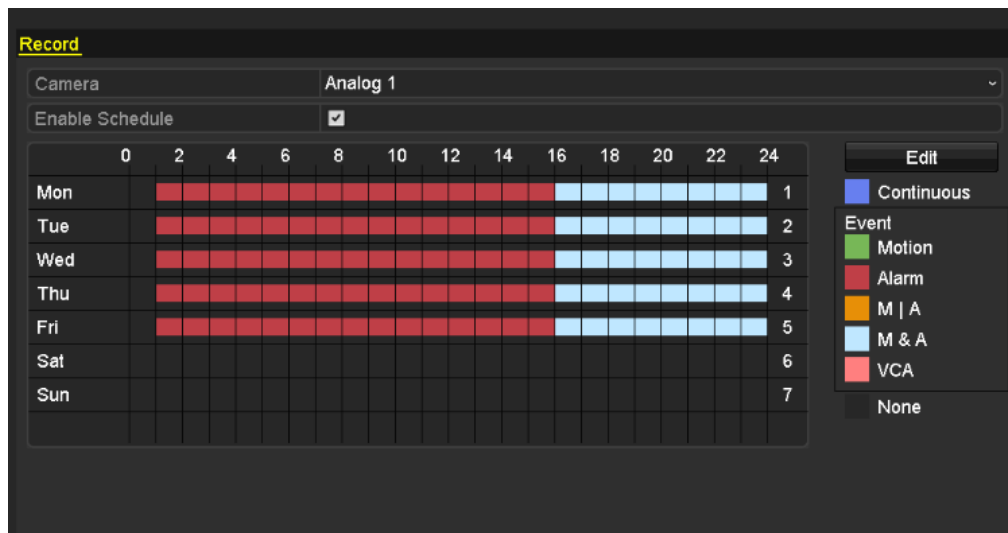 Record
Camera Analog 1
Enable Schedule
0 2 4 6 8 10 12 14 16 18 20 22 24
Edit
Mon 1
Continuous
Tue 2
Event
Motion
Wed 3
Alarm
Thu 4
M | A
Fri 5
M & A
Sat 6
VCA
Sun 7
None